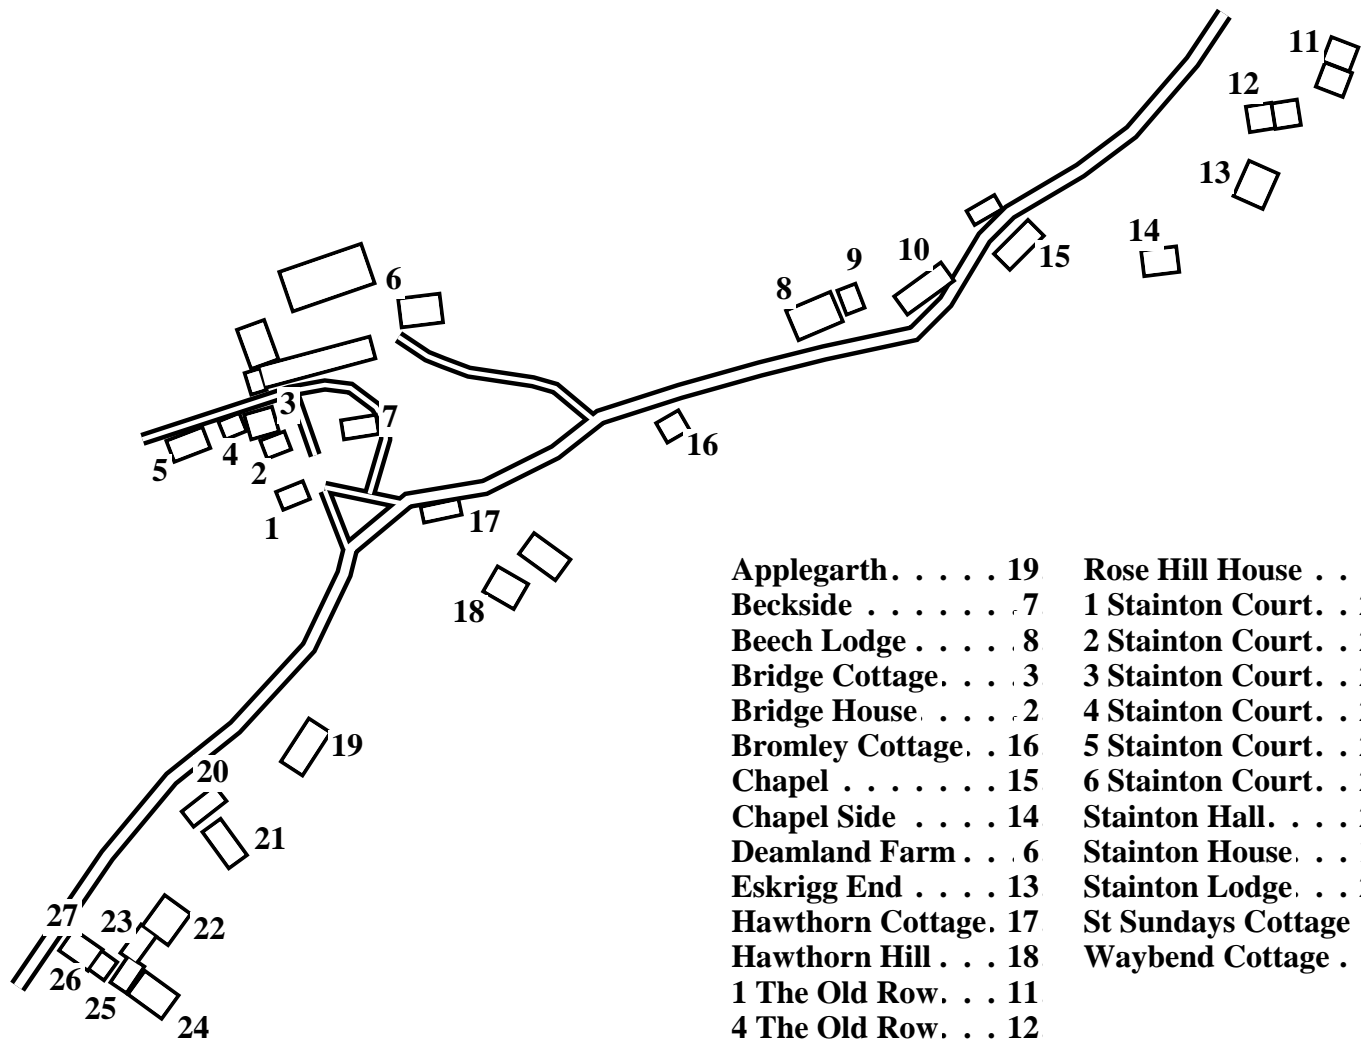 11
12
13
14
6
10
9
15
8
3
7
4
5
2
16
1
17
18
19
20
21
27
23
22
26
25
24
Applegarth. . . . . 19
Beckside . . . . . . . 7
Beech Lodge . . . . 8
Bridge Cottage. . . . 3
Bridge House. . . . . 2
Bromley Cottage. . 16
Chapel . . . . . . . 15
Chapel Side . . . . 14
Deamland Farm . . . 6
Eskrigg End . . . . 13
Hawthorn Cottage. 17
Hawthorn Hill . . . 18
1 The Old Row. . . 11
4 The Old Row. . . 12
Rose Hill House . .
1 Stainton Court. .
2 Stainton Court. .
3 Stainton Court. .
4 Stainton Court. .
5 Stainton Court. .
6 Stainton Court. .
Stainton Hall. . . .
Stainton House. . .
Stainton Lodge. . .
St Sundays Cottage
Waybend Cottage .